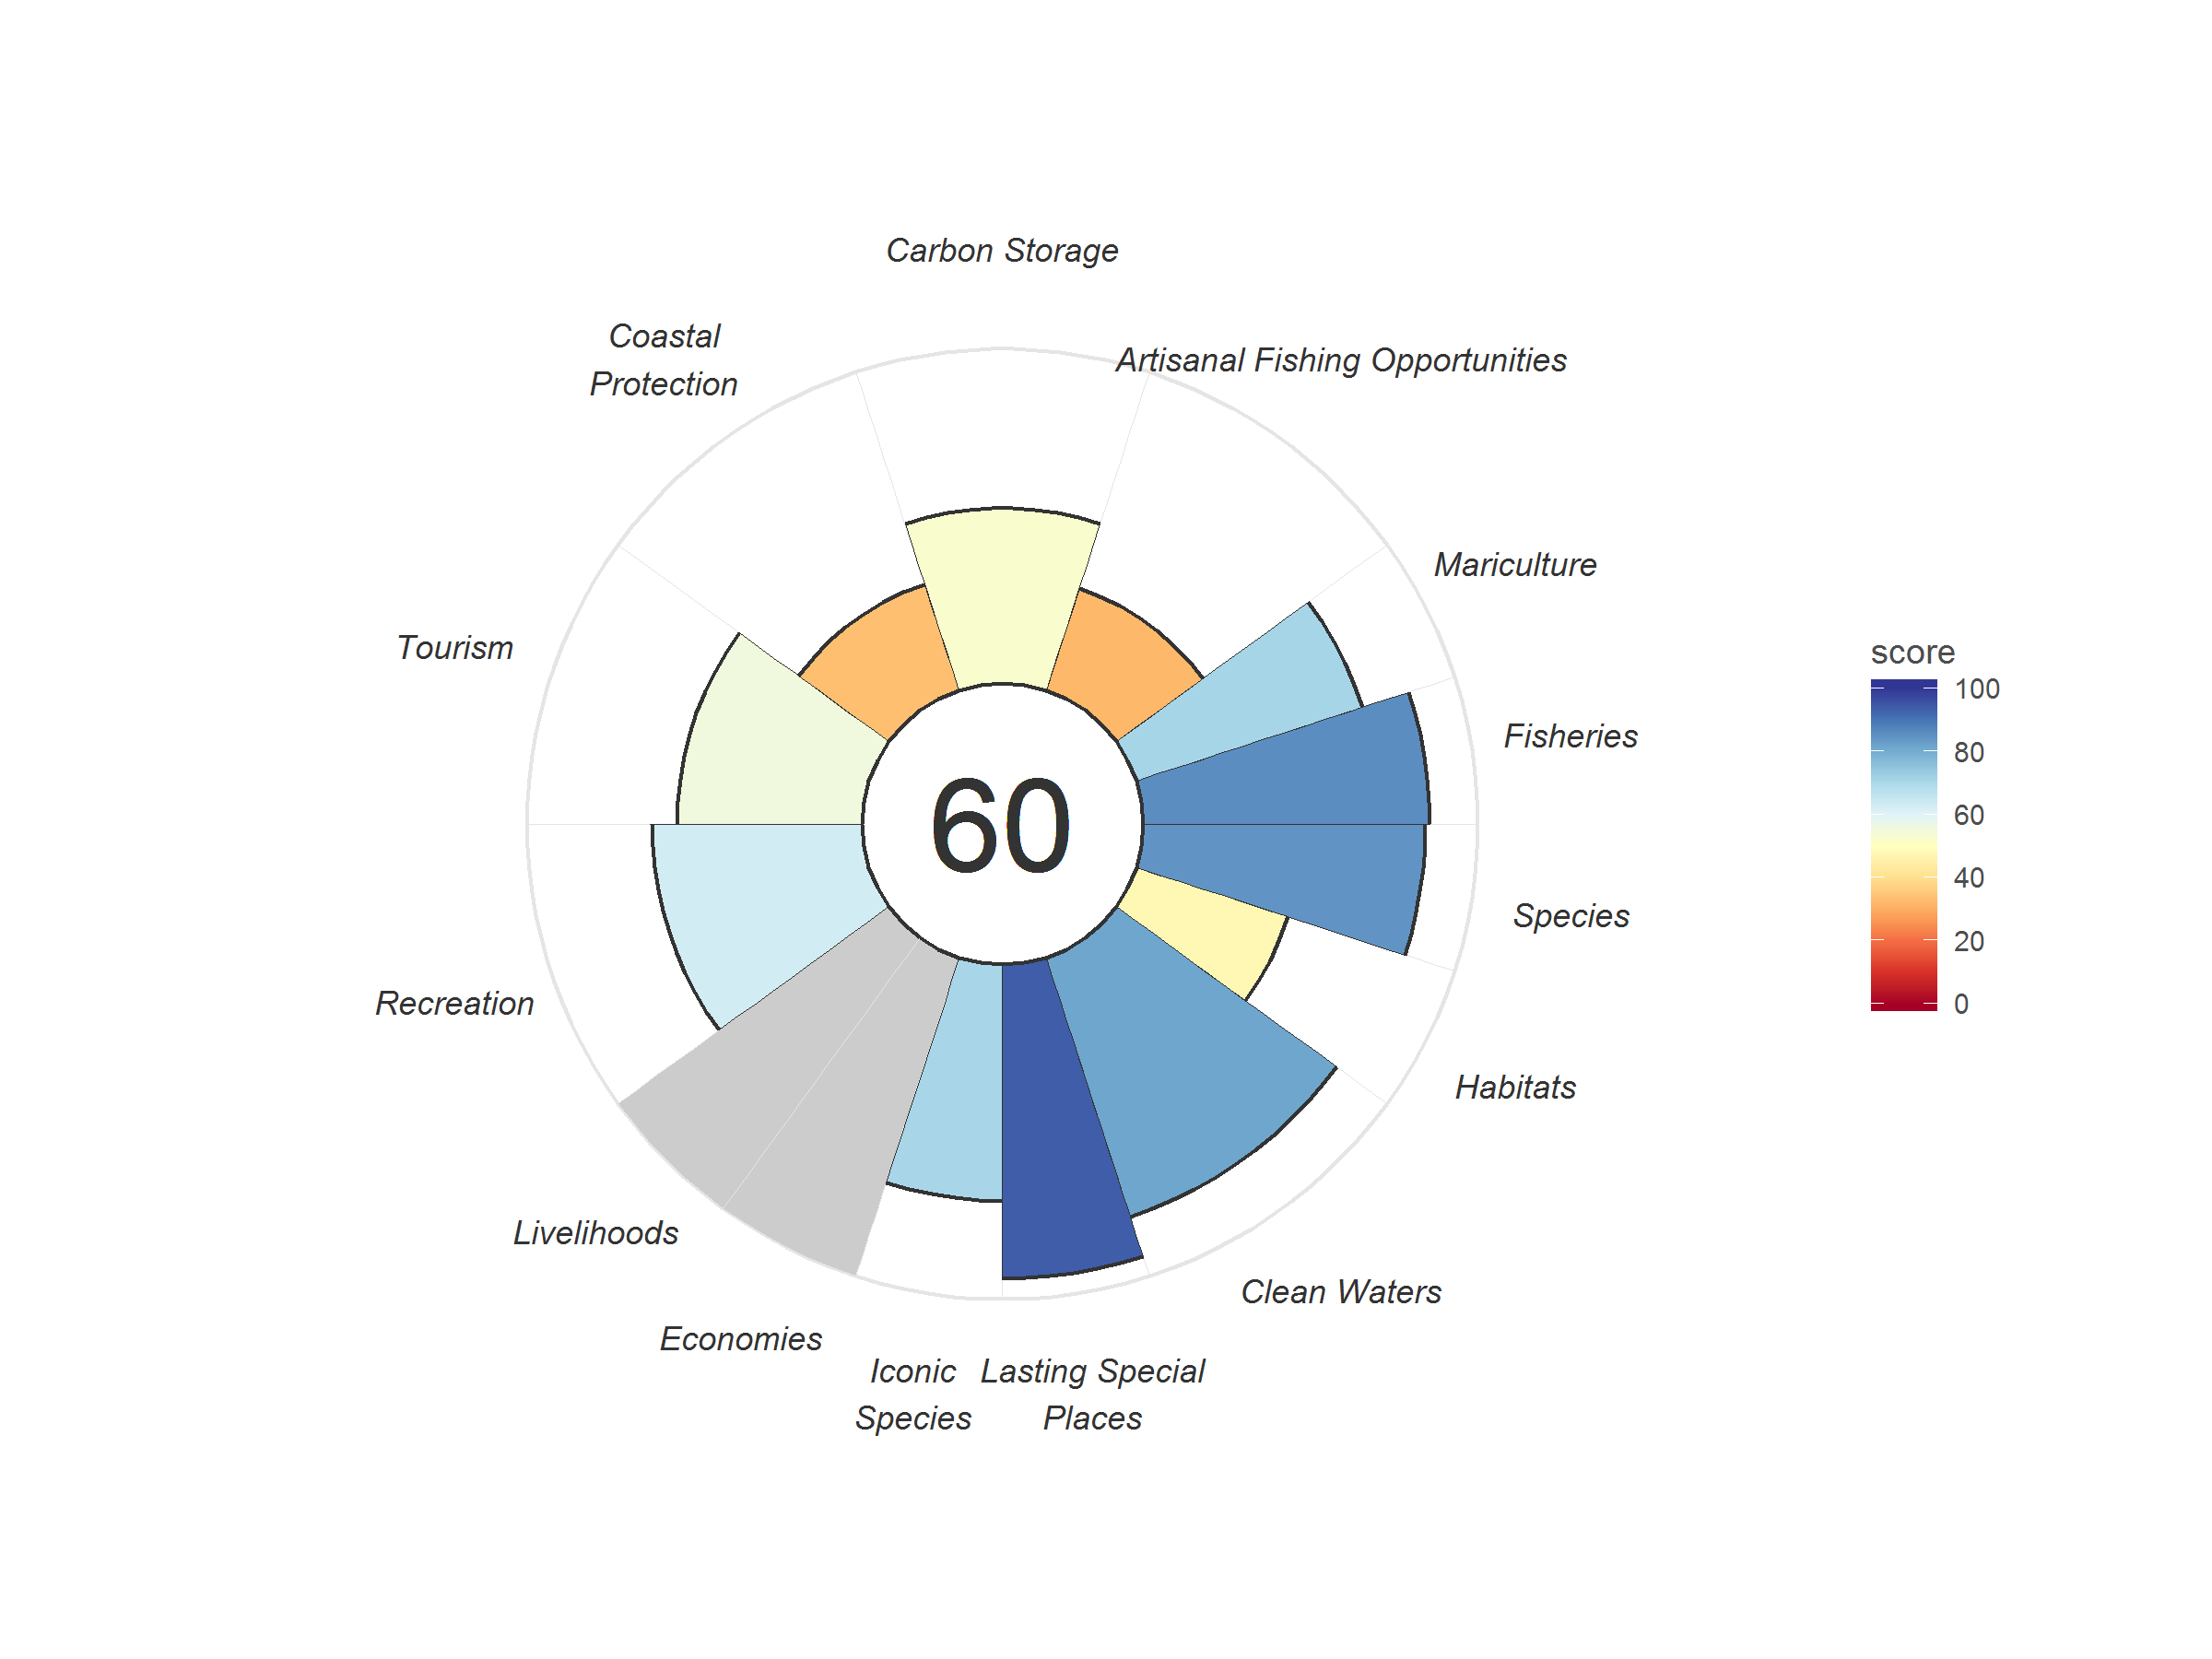 Carbon Storage
Coastal
Protection
Artisanal Fishing Opportunities
Mariculture
Tourism
Fisheries
60
Species
Recreation
Habitats
Livelihoods
Clean Waters
Economies
Iconic
Species
Lasting Special
Places
score
100
80
60
40
20
0